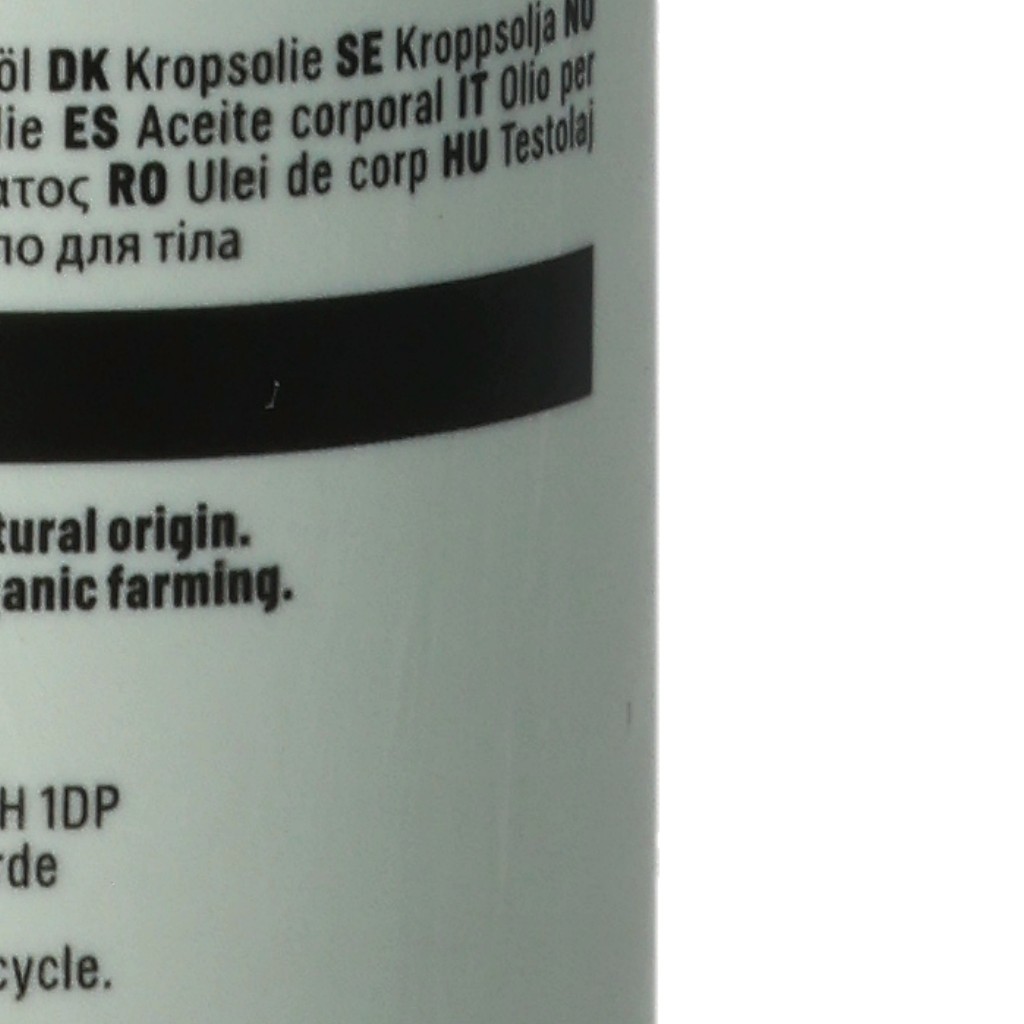 öl DK Kropsolie SE Kroppsolja NO
lie ES Aceite corporal IT Olio per
ατος RO Ulei de corp HU Testolaj
ло для тіла
tural origin.
anic farming.
H 1DP
rde
cycle.